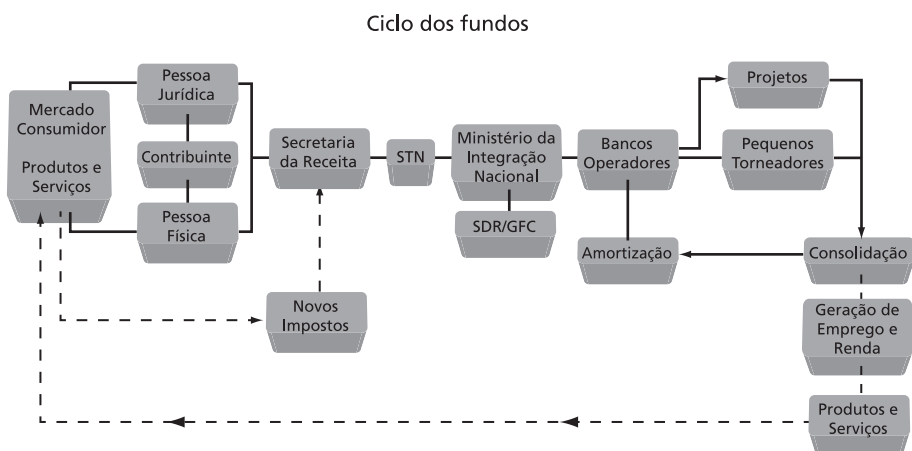 Ciclo dos fundos
Mercado
Consumidor
Produtos e
Serviços
Pessoa
Jurídica
Contribuinte
Pessoa
Física
Secretaria
da Receita
Novos
Impostos
STN
Ministério da
Integração
Nacional
SDR/GFC
Bancos
Operadores
Amortização
Projetos
Pequenos
Torneadores
Consolidação
Geração de
Emprego e
Renda
Produtos e
Serviços